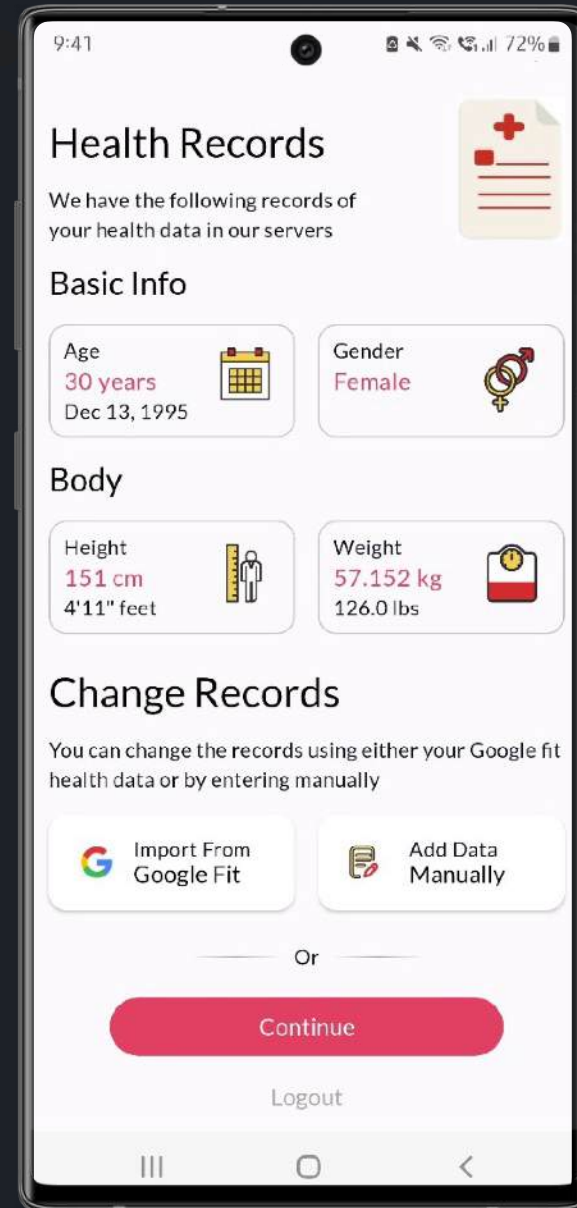 9:41
72%
Health Records
We have the following records of
your health data in our servers
Basic Info
Age
30 years
Dec 13, 1995
Gender
Female
Body
Height
151 cm
4'11" feet
Weight
57.152 kg
126.0 lbs
Change Records
You can change the records using either your Google fit
health data or by entering manually
Import From
Google Fit
Add Data
Manually
Or
Continue
Logout